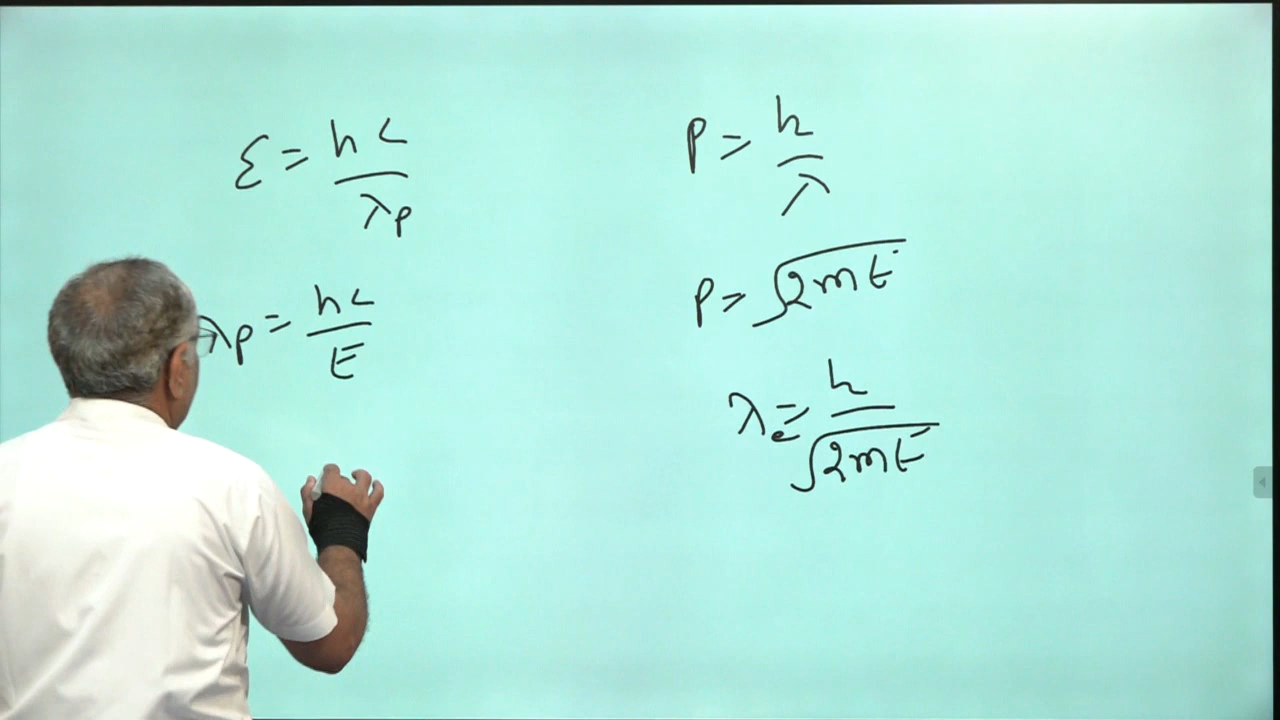 Ɛ = hc / λp
λp = hc / E
P = h / λ
P = √2mE
λe = h / √2mE